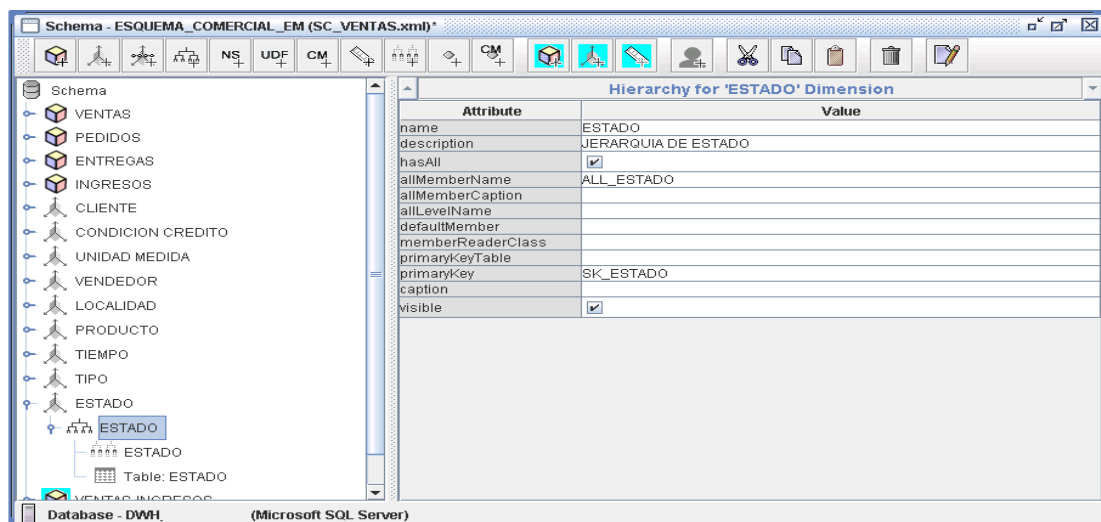 Schema - ESQUEMA_COMERCIAL_EM (SC_VENTAS.xml)*
NS UDF CM CM
Schema
VENTAS
PEDIDOS
ENTREGAS
INGRESOS
CLIENTE
CONDICION CREDITO
UNIDAD MEDIDA
VENDEDOR
LOCALIDAD
PRODUCTO
TIEMPO
TIPO
ESTADO
ESTADO
ESTADO
Table: ESTADO
VENTAS INGRESOS
Hierarchy for 'ESTADO' Dimension
Attribute Value
name ESTADO
description JERARQUIA DE ESTADO
hasAll
allMemberName ALL_ESTADO
allMemberCaption
allLevelName
defaultMember
memberReaderClass
primaryKeyTable
primaryKey SK_ESTADO
caption
visible
Database - DWH_ (Microsoft SQL Server)